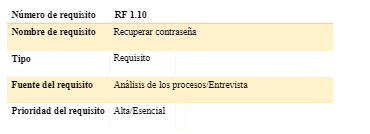 Número de requisito RF 1.10
Nombre de requisito Recuperar contraseña
Tipo Requisito
Fuente del requisito Análisis de los procesos/Entrevista
Prioridad del requisito Alta/Esencial